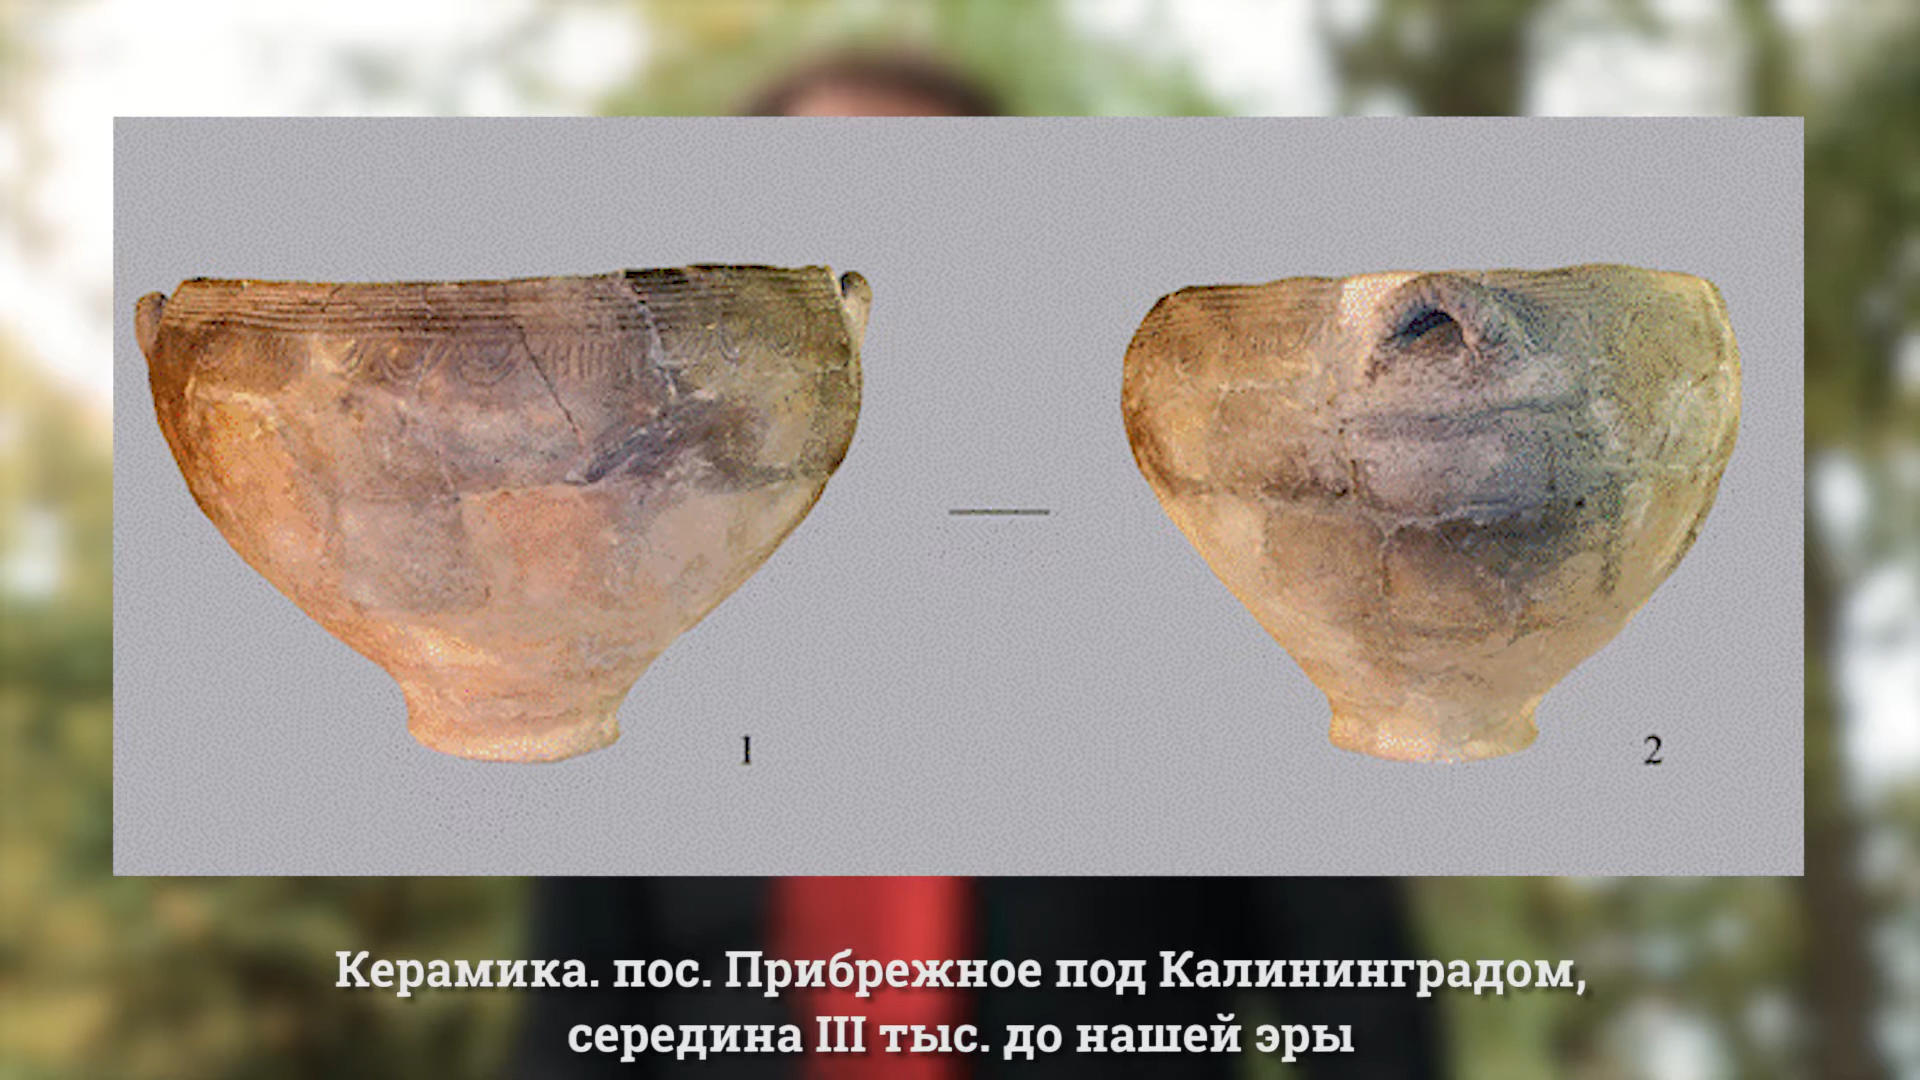 1
2
Керамика. пос. Прибрежное под Калининградом,
середина III тыс. до нашей эры